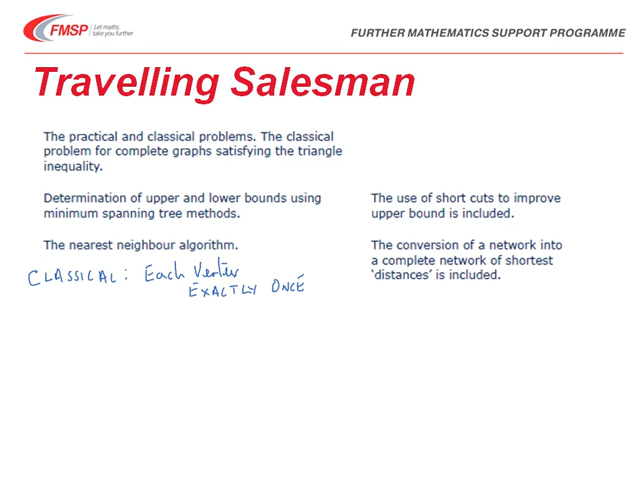 FMSP
Let maths
take you further
FURTHER MATHEMATICS SUPPORT PROGRAMME
Travelling Salesman
The practical and classical problems. The classical
problem for complete graphs satisfying the triangle
inequality.
Determination of upper and lower bounds using
minimum spanning tree methods.
The use of short cuts to improve
upper bound is included.
The nearest neighbour algorithm.
The conversion of a network into
a complete network of shortest
‘distances’ is included.
CLASSICAL: Each Vertex
EXACTLY ONCE